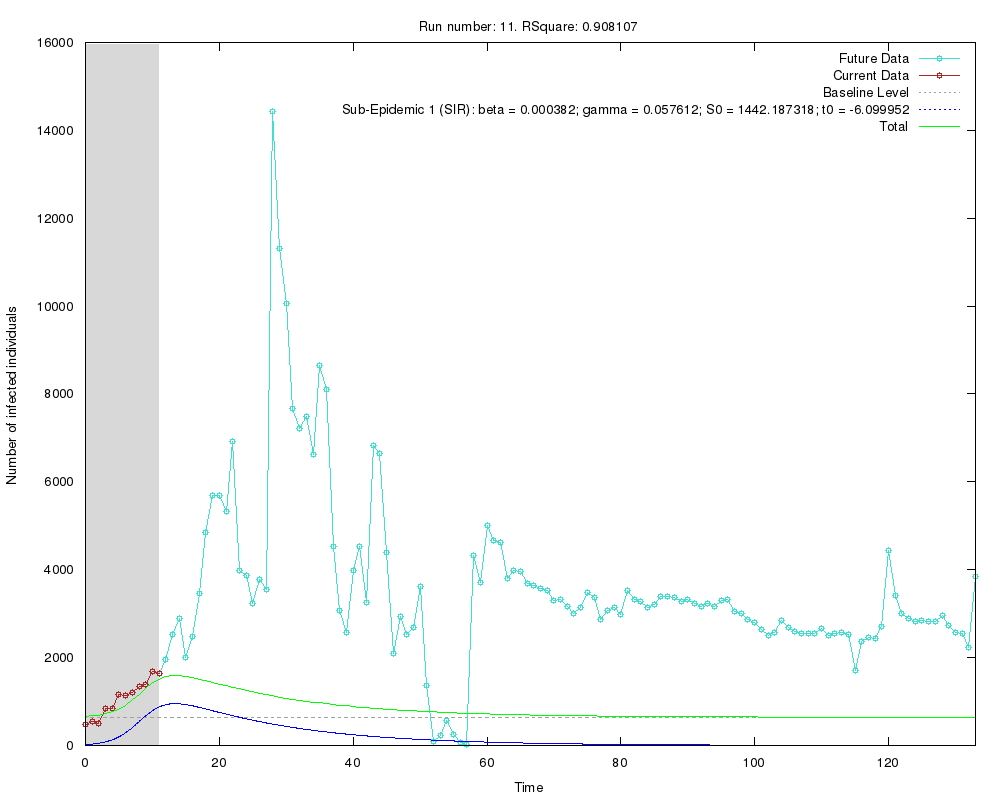 Run number: 11. RSquare: 0.908107
Future Data
Current Data
Baseline Level
Sub-Epidemic 1 (SIR): beta = 0.000382; gamma = 0.057612; S0 = 1442.187318; t0 = -6.099952
Total
16000
14000
12000
10000
8000
6000
4000
2000
0
Number of infected individuals
0 20 40 60 80 100 120
Time